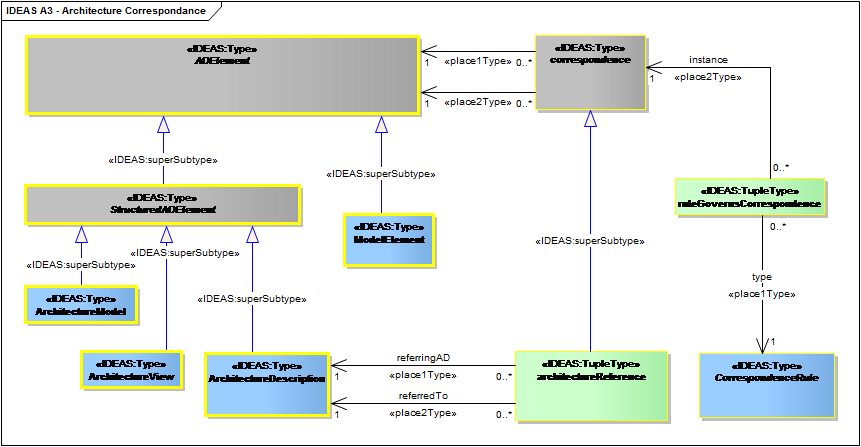 IDEAS A3 - Architecture Correspondance
«IDEAS:Type»
ADElement
«place1Type»
1
0..*
«place2Type»
1
0..*
«IDEAS:Type»
correspondence
instance
1
«place2Type»
0..*
«IDEAS:superSubtype»
«IDEAS:superSubtype»
«IDEAS:Type»
StructuredADElement
«IDEAS:TupleType»
ruleGovernsCorrespondence
0..*
«IDEAS:Type»
ModelElement
«IDEAS:superSubtype»
«IDEAS:superSubtype»
«IDEAS:superSubtype»
«IDEAS:superSubtype»
type
«place1Type»
1
«IDEAS:Type»
ArchitectureModel
«IDEAS:Type»
ArchitectureView
«IDEAS:Type»
ArchitectureDescription
referringAD
1
«place1Type»
0..*
referredTo
1
«place2Type»
0..*
«IDEAS:TupleType»
architectureReference
«IDEAS:Type»
CorrespondenceRule